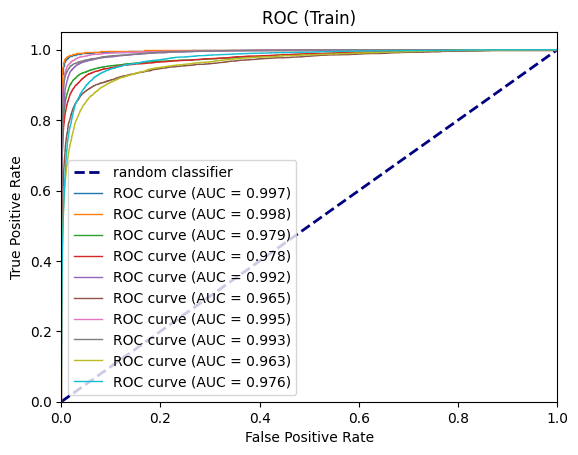 ROC (Train)
True Positive Rate
1.0
0.8
0.6
0.4
0.2
0.0
random classifier
ROC curve (AUC = 0.997)
ROC curve (AUC = 0.998)
ROC curve (AUC = 0.979)
ROC curve (AUC = 0.978)
ROC curve (AUC = 0.992)
ROC curve (AUC = 0.965)
ROC curve (AUC = 0.995)
ROC curve (AUC = 0.993)
ROC curve (AUC = 0.963)
ROC curve (AUC = 0.976)
0.0 0.2 0.4 0.6 0.8 1.0
False Positive Rate